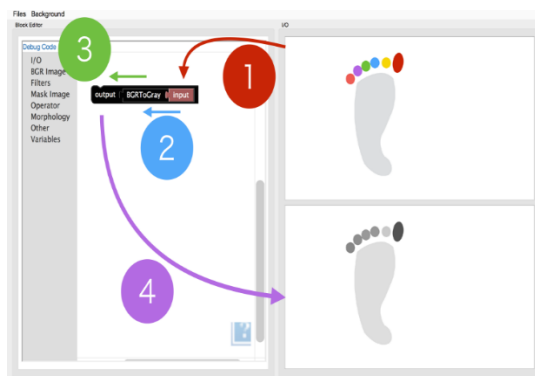 Files Background
Block Editor
I/O
Debug Code
I/O
BGR Image
Filters
Mask Image
Operator
Morphology
Other
Variables
output BGRToGray input
1
2
3
4
?